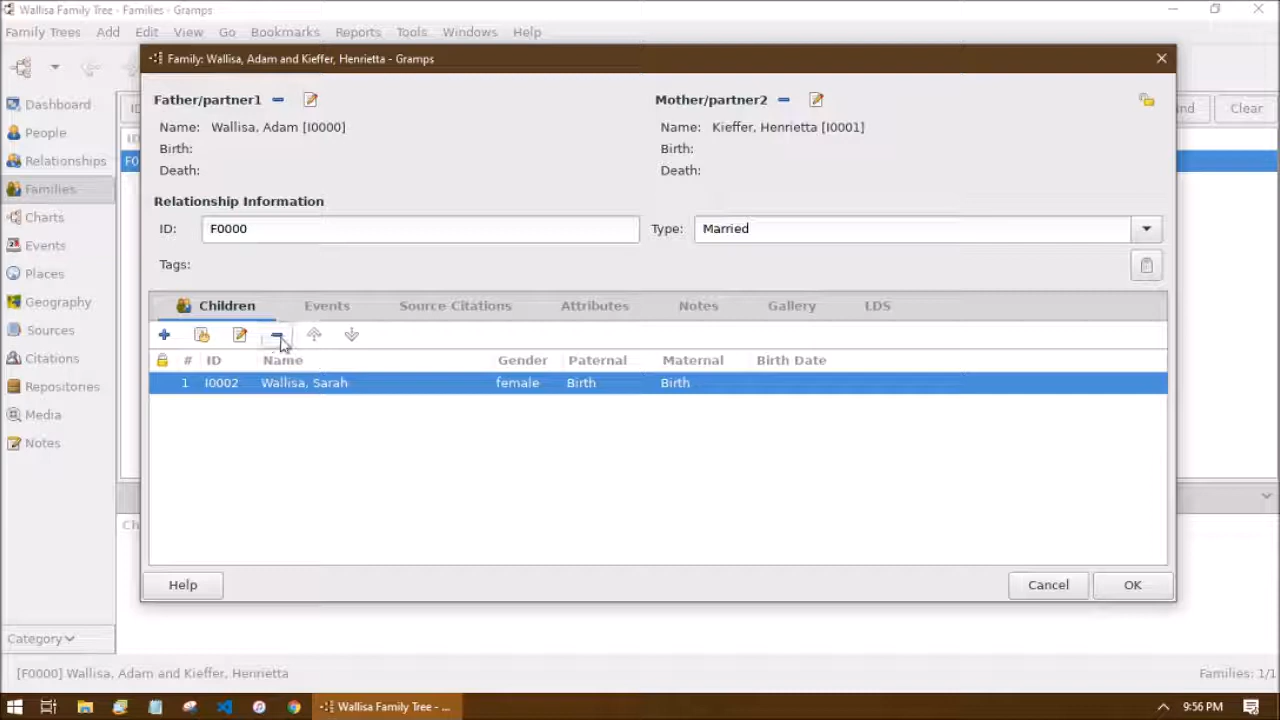 Wallisa Family Tree - Families - Gramps
Family Trees Add Edit View Go Bookmarks Reports Tools Windows Help
Family: Wallisa, Adam and Kieffer, Henrietta - Gramps
Father/partner1 Mother/partner2
Dashboard
Clear
Name: Wallisa, Adam [I0000] Name: Kieffer, Henrietta [I0001]
People
Birth: Birth:
Relationships
F0
Death: Death:
Families
Relationship Information
Charts
ID: F0000 Type: Married
Events
Tags:
Places
Geography
Children Events Source Citations Attributes Notes Gallery LDS
Sources
Citations
# ID Name Gender Paternal Maternal Birth Date
1 I0002 Wallisa, Sarah female Birth Birth
Repositories
Media
Notes
Help Cancel OK
Category
[F0000] Wallisa, Adam and Kieffer, Henrietta Families: 1/1
Wallisa Family Tree - ... 9:56 PM